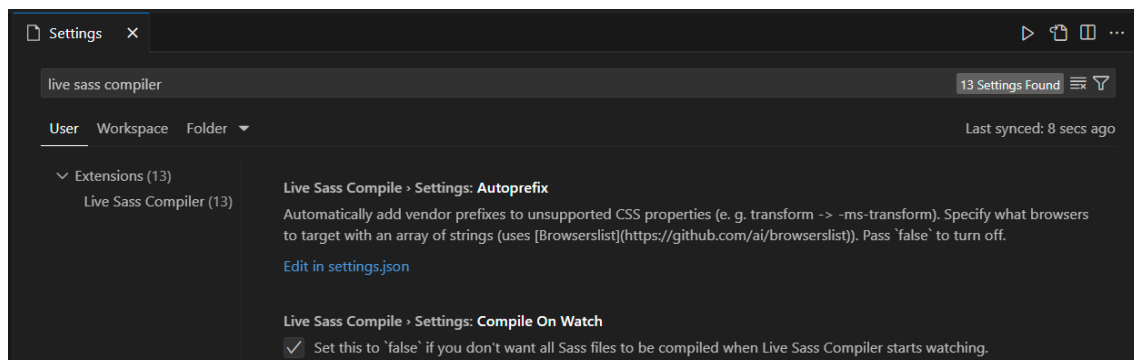 Settings
live sass compiler
13 Settings Found
User Workspace Folder
Last synced: 8 secs ago
Extensions (13)
Live Sass Compiler (13)
Live Sass Compile › Settings: Autoprefix
Automatically add vendor prefixes to unsupported CSS properties (e. g. transform -> -ms-transform). Specify what browsers
to target with an array of strings (uses [Browserslist](https://github.com/ai/browserslist)). Pass `false` to turn off.
Edit in settings.json
Live Sass Compile › Settings: Compile On Watch
Set this to `false` if you don't want all Sass files to be compiled when Live Sass Compiler starts watching.